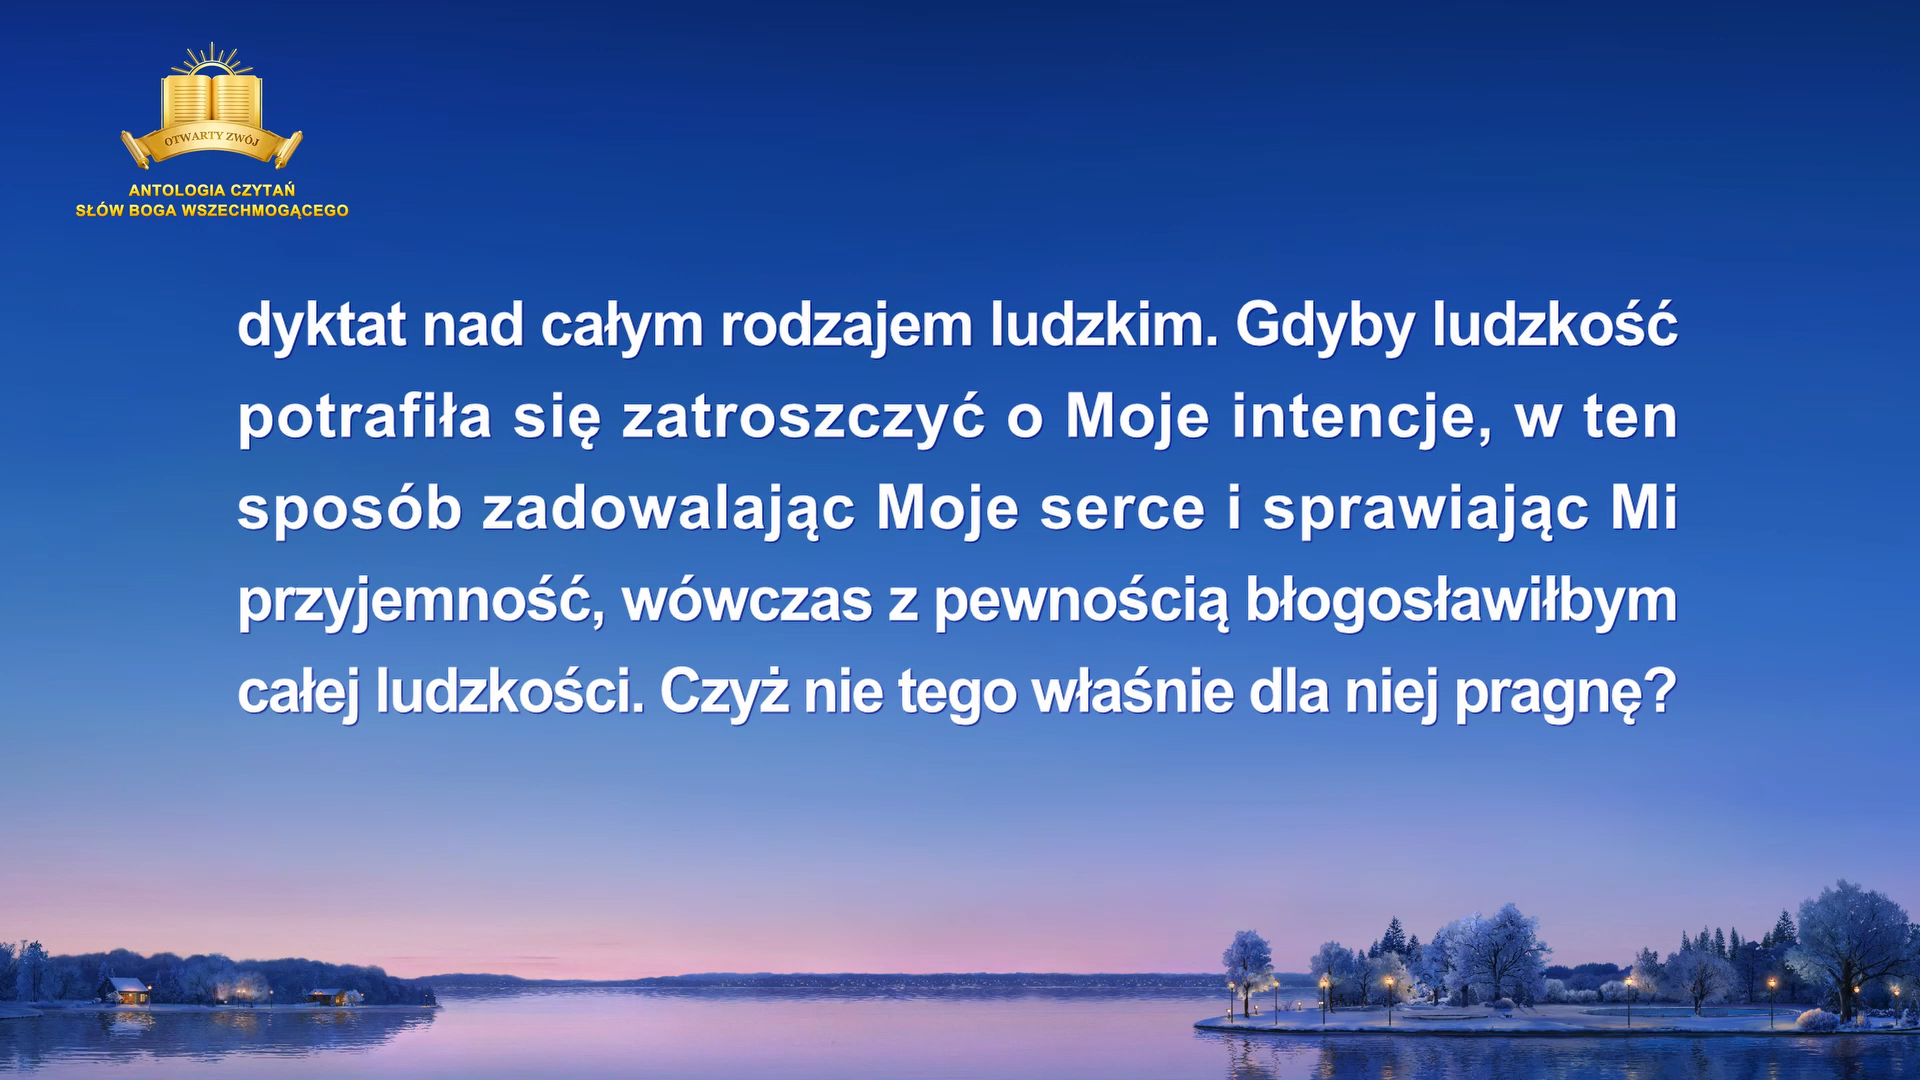 OTWARTY ZWÓJ
ANTOLOGIA CZYTAŃ
SŁÓW BOGA WSZECHMOGĄCEGO
dyktat nad całym rodzajem ludzkim. Gdyby ludzkość
potrafiła się zatroszczyć o Moje intencje, w ten
sposób zadowalając Moje serce i sprawiając Mi
przyjemność, wówczas z pewnością błogosławiłbym
całej ludzkości. Czyż nie tego właśnie dla niej pragnę?